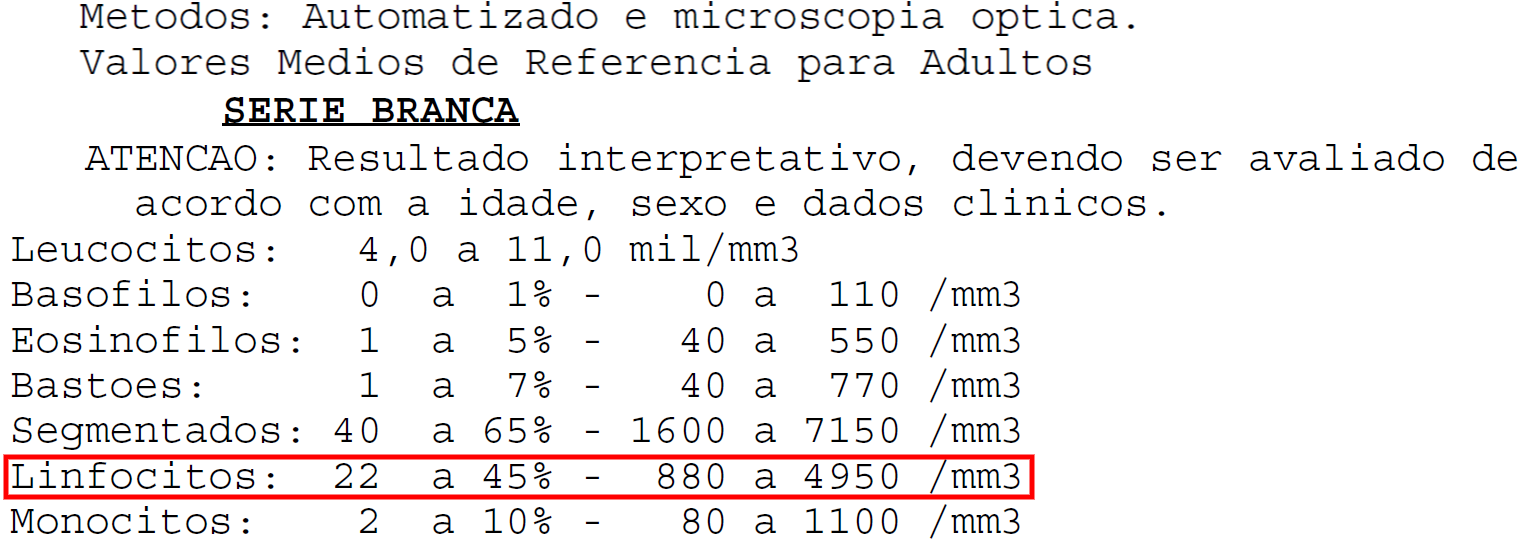 Metodos: Automatizado e microscopia optica.
Valores Medios de Referencia para Adultos
SERIE BRANCA
ATENCAO: Resultado interpretativo, devendo ser avaliado de
acordo com a idade, sexo e dados clinicos.
Leucocitos: 4,0 a 11,0 mil/mm3
Basofilos: 0 a 1% - 0 a 110 /mm3
Eosinofilos: 1 a 5% - 40 a 550 /mm3
Bastoes: 1 a 7% - 40 a 770 /mm3
Segmentados: 40 a 65% - 1600 a 7150 /mm3
Linfocitos: 22 a 45% - 880 a 4950 /mm3
Monocitos: 2 a 10% - 80 a 1100 /mm3